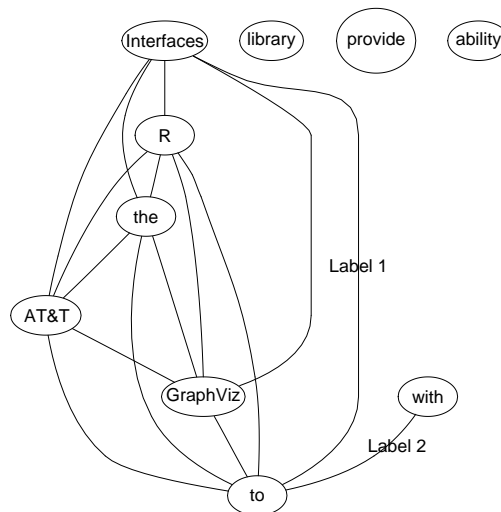 Interfaces
library
provide
ability
R
the
Label 1
AT&T
GraphViz
with
Label 2
to